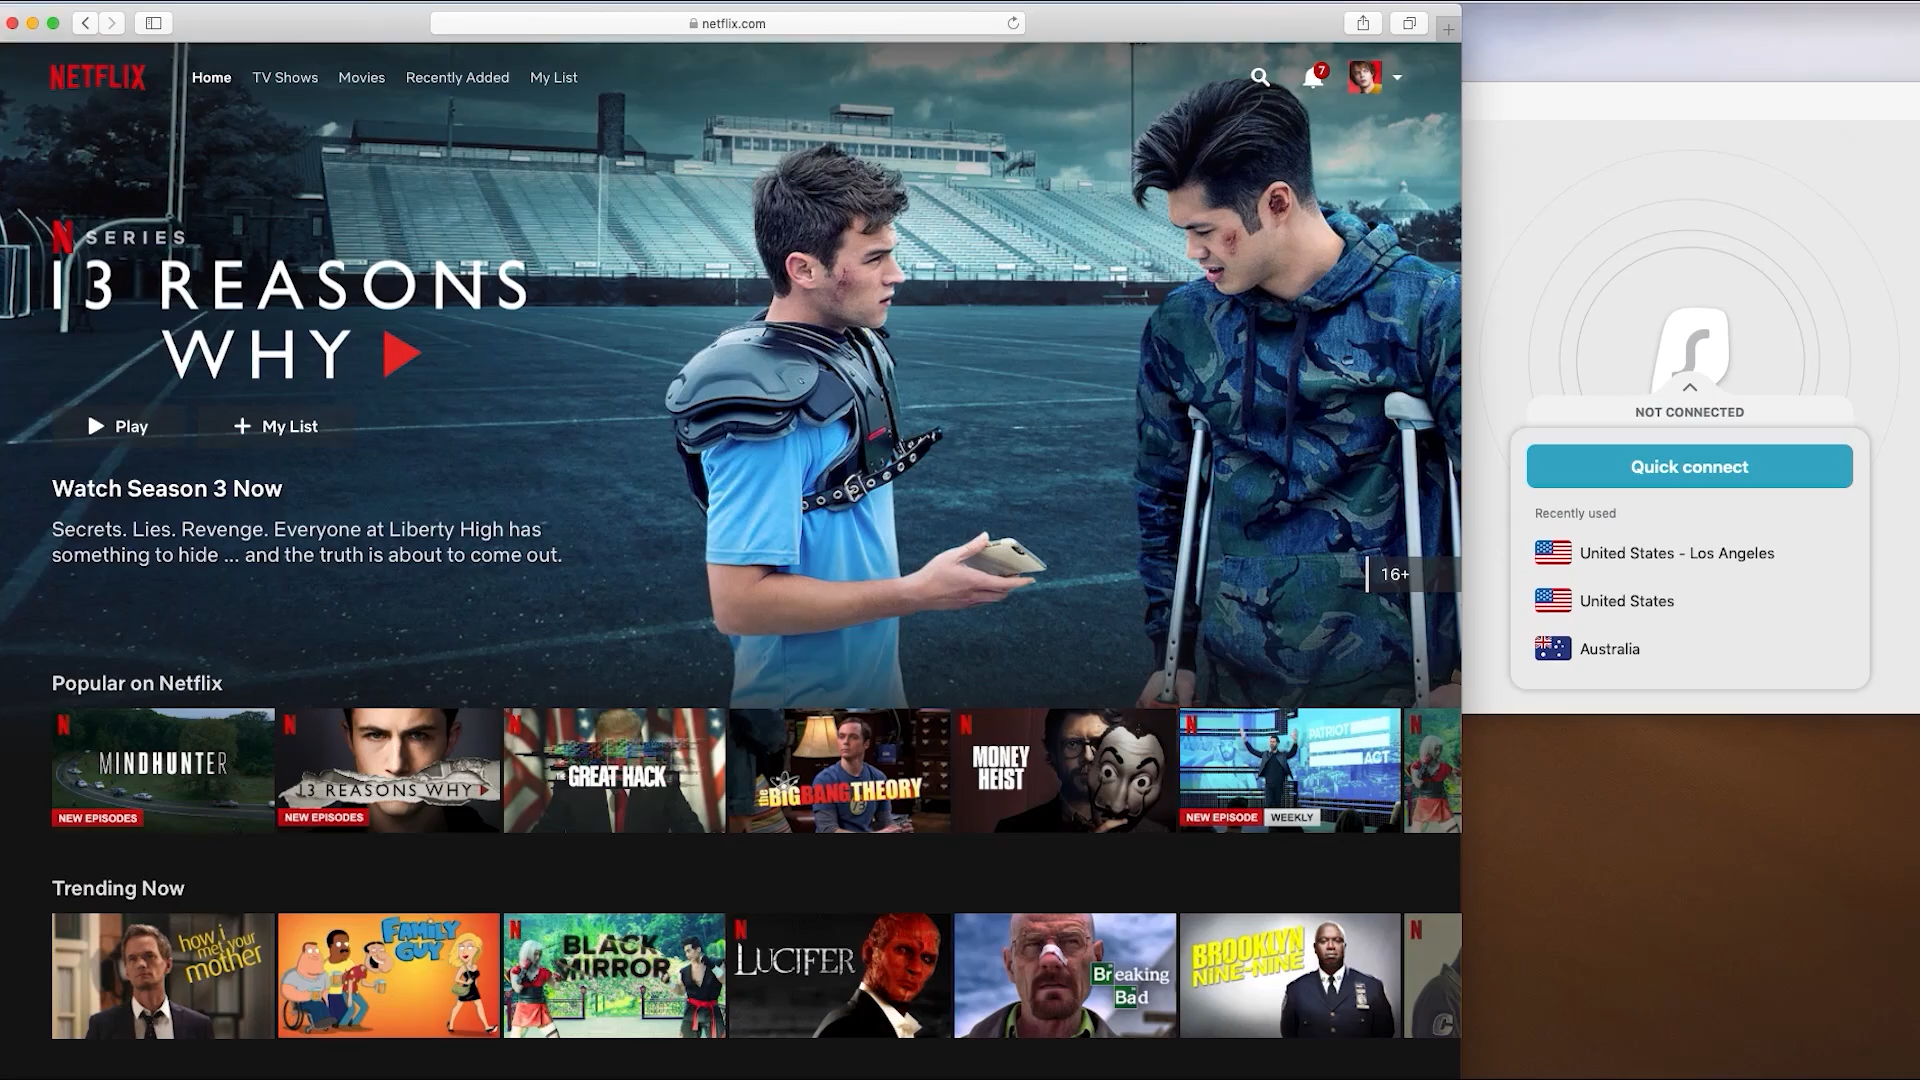 netflix.com
NETFLIX
Home
TV Shows
Movies
Recently Added
My List
7
N SERIES
13 REASONS
WHY
Play
My List
Watch Season 3 Now
Secrets. Lies. Revenge. Everyone at Liberty High has
something to hide ... and the truth is about to come out.
16+
Popular on Netflix
N
MINDHUNTER
NEW EPISODES
N
13 REASONS WHY
NEW EPISODES
N
THE GREAT HACK
the BIG BANG THEORY
73
N
MONEY
HEIST
N
PATRIOT
ACT
NEW EPISODE
WEEKLY
N
Trending Now
how i
met your
mother
FAMILY
GUY
N
BLACK
MIRROR
N
LUCIFER
Breaking
Bad
BROOKLYN
NINE-NINE
N
C
NOT CONNECTED
Quick connect
Recently used
United States - Los Angeles
United States
Australia